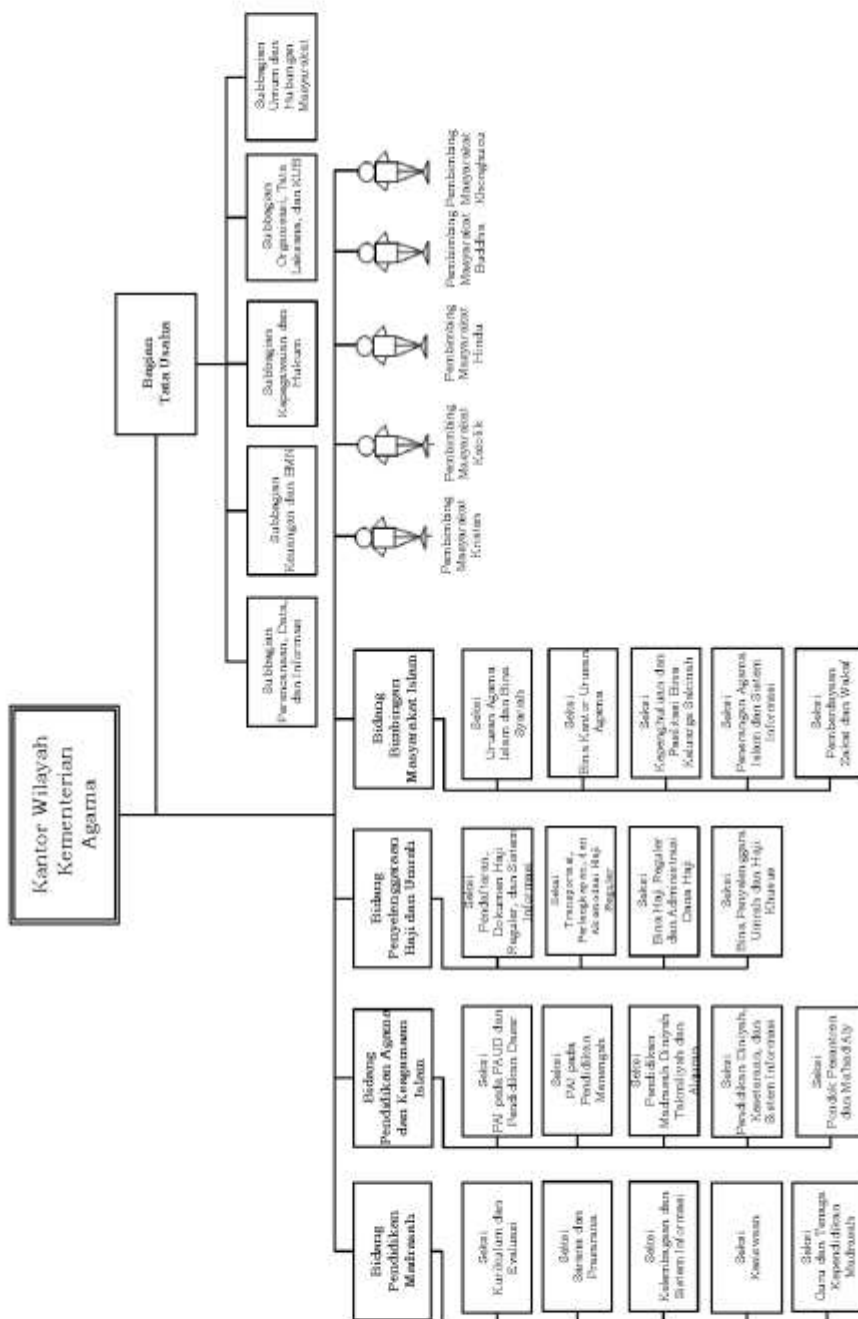 Kantor Wilayah
Kementerian
Agama
Bagian
Tata Usaha
Subbagian
Perencanaan, Data,
dan Informasi
Subbagian
Keuangan dan BMN
Subbagian
Kepegawaian dan
Hukum
Subbagian
Organisasi, Tata
Laksana, dan KUB
Subbagian
Umum dan
Hubungan
Masyarakat
Bidang
Pendidikan
Madrasah
Seksi
Kurikulum dan
Evaluasi
Seksi
Sarana dan
Prasarana
Seksi
Kelembagaan dan
Sistem Informasi
Seksi
Kesiswaan
Seksi
Guru dan Tenaga
Kependidikan
Madrasah
Bidang
Pendidikan Agama
dan Keagamaan
Islam
Seksi
PAI pada PAUD dan
Pendidikan Dasar
Seksi
PAI pada
Pendidikan
Menengah
Seksi
Pendidikan
Madrasah Diniyah
Takmiliyah dan
Alquran
Seksi
Pendidikan Diniyah,
Kesetaraan, dan
Sistem Informasi
Seksi
Pondok Pesantren
dan Mahad Aly
Bidang
Penyelenggaraan
Haji dan Umrah
Seksi
Pendaftaran,
Dokumen Haji
Reguler, dan Sistem
Informasi
Seksi
Transportasi,
Perlengkapan, dan
Akomodasi Haji
Reguler
Seksi
Bina Haji Reguler
dan Administrasi
Dana Haji
Seksi
Bina Penyelenggara
Umrah dan Haji
Khusus
Bidang
Bimbingan
Masyarakat Islam
Seksi
Urusan Agama
Islam dan Bina
Syariah
Seksi
Bina Kantor Urusan
Agama
Seksi
Kepenghuluan dan
Fasilitasi Bina
Keluarga Sakinah
Seksi
Penerangan Agama
Islam dan Sistem
Informasi
Seksi
Pemberdayaan
Zakat dan Wakaf
Pembimbing
Masyarakat
Kristen
Pembimbing
Masyarakat
Katolik
Pembimbing
Masyarakat
Hindu
Pembimbing
Masyarakat
Buddha
Pembimbing
Masyarakat
Khonghucu